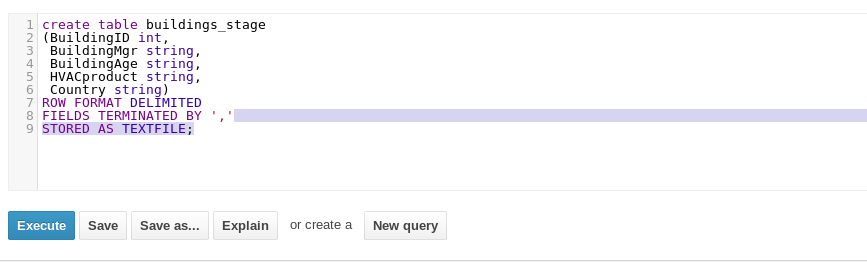 1 create table buildings_stage
2 (BuildingID int,
3  BuildingMgr string,
4  BuildingAge string,
5  HVACproduct string,
6  Country string)
7 ROW FORMAT DELIMITED
8 FIELDS TERMINATED BY ','
9 STORED AS TEXTFILE;
Execute Save Save as... Explain or create a New query